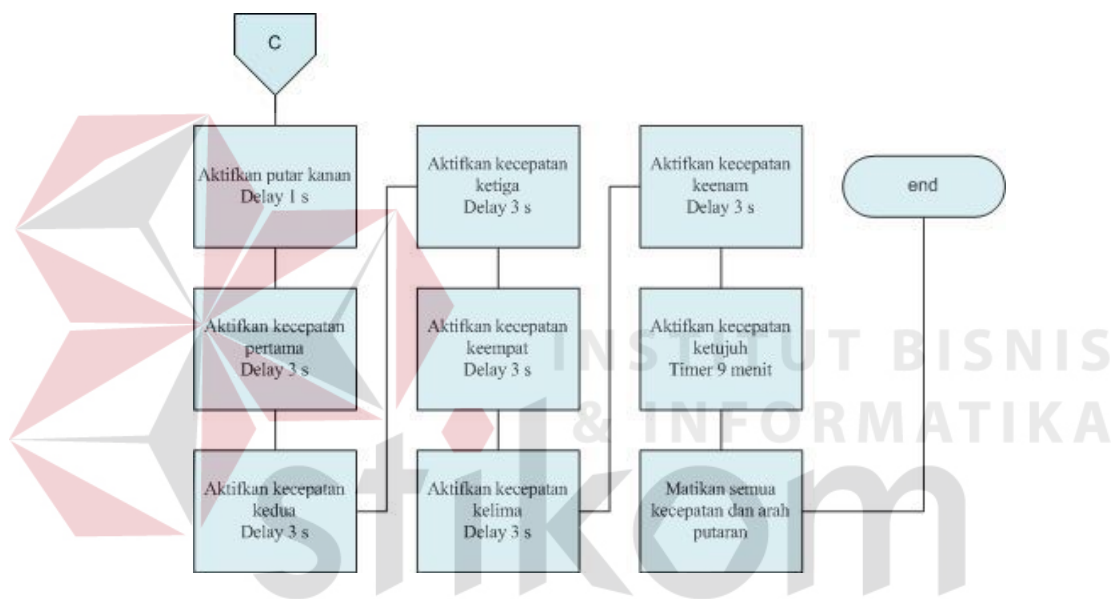 C
Aktifkan putar kanan
Delay 1 s
Aktifkan kecepatan
pertama
Delay 3 s
Aktifkan kecepatan
kedua
Delay 3 s
Aktifkan kecepatan
ketiga
Delay 3 s
Aktifkan kecepatan
keempat
Delay 3 s
Aktifkan kecepatan
kelima
Delay 3 s
Aktifkan kecepatan
keenam
Delay 3 s
Aktifkan kecepatan
ketujuh
Timer 9 menit
Matikan semua
kecepatan dan arah
putaran
end
INSTITUT BISNIS
& INFORMATIKA
stikom